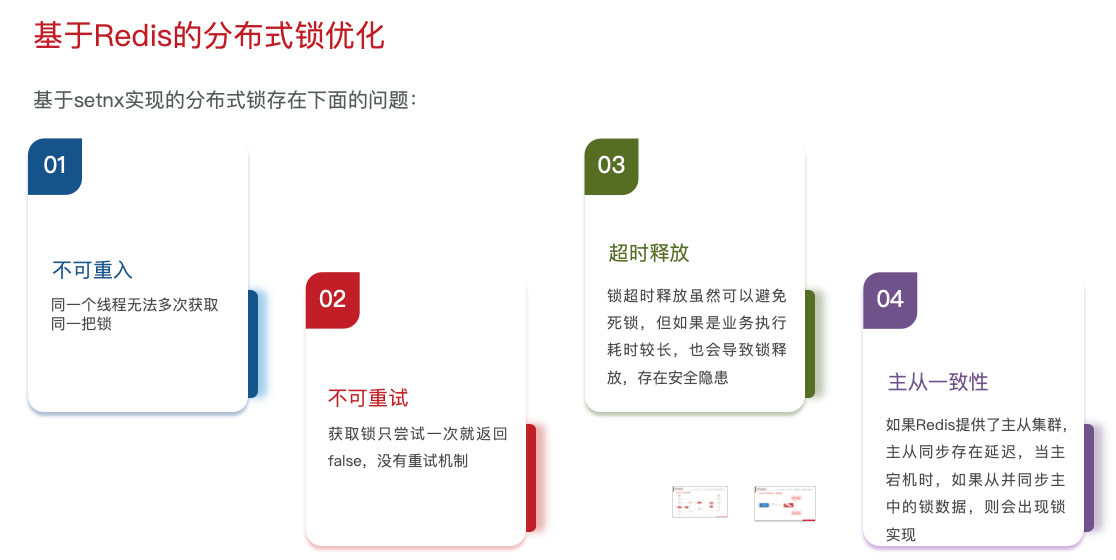 基于Redis的分布式锁优化
基于setnx实现的分布式锁存在下面的问题：
01
不可重入
同一个线程无法多次获取
同一把锁
02
不可重试
获取锁只尝试一次就返回
false，没有重试机制
03
超时释放
锁超时释放虽然可以避免
死锁，但如果是业务执行
耗时较长，也会导致锁释
放，存在安全隐患
04
主从一致性
如果Redis提供了主从集群，
主从同步存在延迟，当主
宕机时，如果从并同步主
中的锁数据，则会出现锁
实现